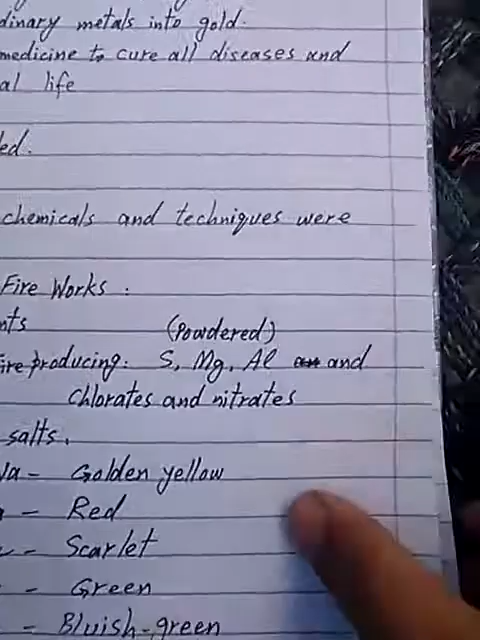 dinary metals into gold.
medicine to cure all diseases and
al life
ed.
chemicals and techniques were
Fire Works :
nts (Powdered)
ire producing: S, Mg, Al and
chlorates and nitrates
salts.
Na - Golden yellow
- Red
- Scarlet
- Green
- Bluish-green